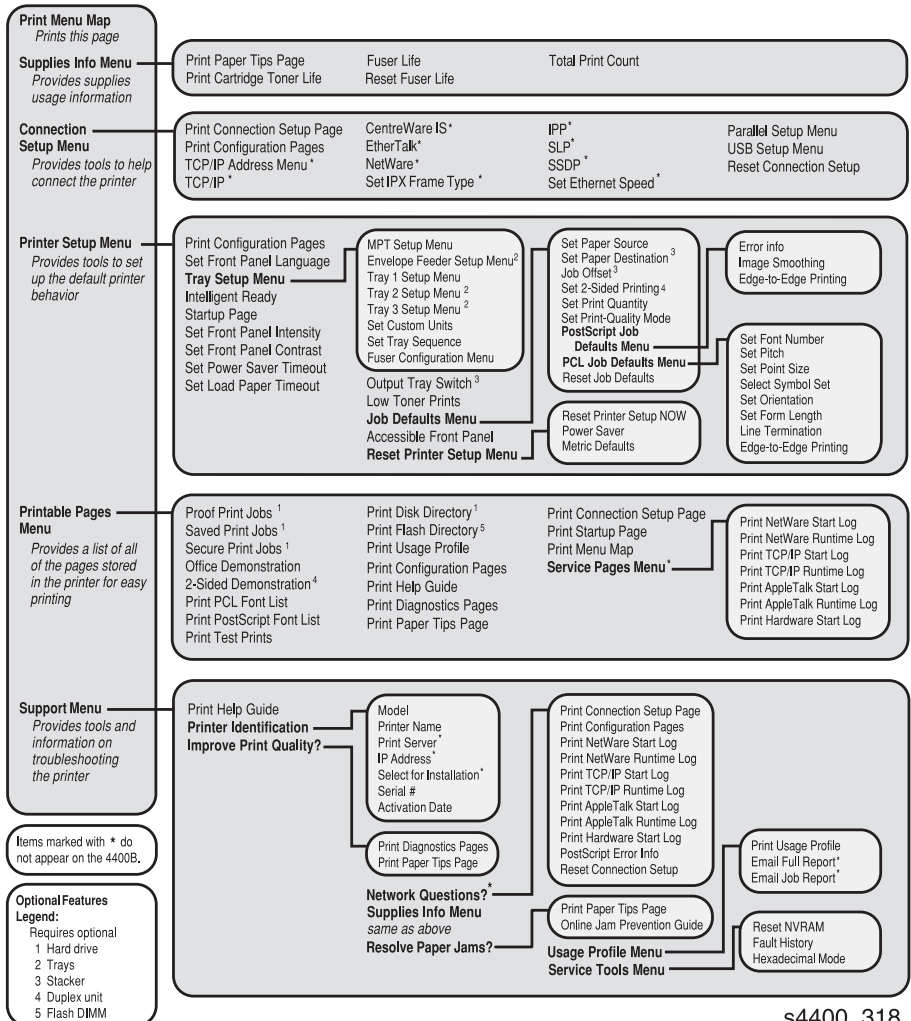 Print Menu Map
Prints this page
Supplies Info Menu
Provides supplies
usage information
Print Paper Tips Page
Print Cartridge Toner Life
Fuser Life
Reset Fuser Life
Total Print Count
Connection
Setup Menu
Provides tools to help
connect the printer
Print Connection Setup Page
Print Configuration Pages
TCP/IP Address Menu *
TCP/IP *
CentreWare IS*
EtherTalk*
NetWare*
Set IPX Frame Type *
IPP*
SLP*
SSDP *
Set Ethernet Speed*
Parallel Setup Menu
USB Setup Menu
Reset Connection Setup
Printer Setup Menu
Provides tools to set
up the default printer
behavior
Print Configuration Pages
Set Front Panel Language
Tray Setup Menu
Intelligent Ready
Startup Page
Set Front Panel Intensity
Set Front Panel Contrast
Set Power Saver Timeout
Set Load Paper Timeout
MPT Setup Menu
Envelope Feeder Setup Menu2
Tray 1 Setup Menu
Tray 2 Setup Menu 2
Tray 3 Setup Menu 2
Set Custom Units
Set Tray Sequence
Fuser Configuration Menu
Output Tray Switch 3
Low Toner Prints
Job Defaults Menu
Accessible Front Panel
Reset Printer Setup Menu
Set Paper Source
Set Paper Destination 3
Job Offset 3
Set 2-Sided Printing4
Set Print Quantity
Set Print-Quality Mode
PostScript Job
Defaults Menu
PCL Job Defaults Menu
Reset Job Defaults
Reset Printer Setup NOW
Power Saver
Metric Defaults
Error info
Image Smoothing
Edge-to-Edge Printing
Set Font Number
Set Pitch
Set Point Size
Select Symbol Set
Set Orientation
Set Form Length
Line Termination
Edge-to-Edge Printing
Printable Pages
Menu
Provides a list of all
of the pages stored
in the printer for easy
printing
Proof Print Jobs 1
Saved Print Jobs 1
Secure Print Jobs 1
Office Demonstration
2-Sided Demonstration4
Print PCL Font List
Print PostScript Font List
Print Test Prints
Print Disk Directory1
Print Flash Directory5
Print Usage Profile
Print Configuration Pages
Print Help Guide
Print Diagnostics Pages
Print Paper Tips Page
Print Connection Setup Page
Print Startup Page
Print Menu Map
Service Pages Menu*
Print NetWare Start Log
Print NetWare Runtime Log
Print TCP/IP Start Log
Print TCP/IP Runtime Log
Print AppleTalk Start Log
Print AppleTalk Runtime Log
Print Hardware Start Log
Support Menu
Provides tools and
information on
troubleshooting
the printer
Print Help Guide
Printer Identification
Improve Print Quality?
Model
Printer Name
Print Server*
IP Address*
Select for Installation*
Serial #
Activation Date
Print Diagnostics Pages
Print Paper Tips Page
Network Questions?*
Supplies Info Menu
same as above
Resolve Paper Jams?
Print Connection Setup Page
Print Configuration Pages
Print NetWare Start Log
Print NetWare Runtime Log
Print TCP/IP Start Log
Print TCP/IP Runtime Log
Print AppleTalk Start Log
Print AppleTalk Runtime Log
Print Hardware Start Log
PostScript Error Info
Reset Connection Setup
Print Paper Tips Page
Online Jam Prevention Guide
Usage Profile Menu
Service Tools Menu
Print Usage Profile
Email Full Report*
Email Job Report*
Reset NVRAM
Fault History
Hexadecimal Mode
Items marked with * do
not appear on the 4400B.
Optional Features
Legend:
Requires optional
1 Hard drive
2 Trays
3 Stacker
4 Duplex unit
5 Flash DIMM
s4400_318